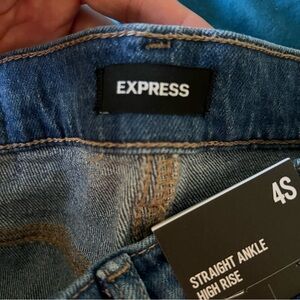 EXPRESS
4S
STRAIGHT ANKLE
HIGH RISE